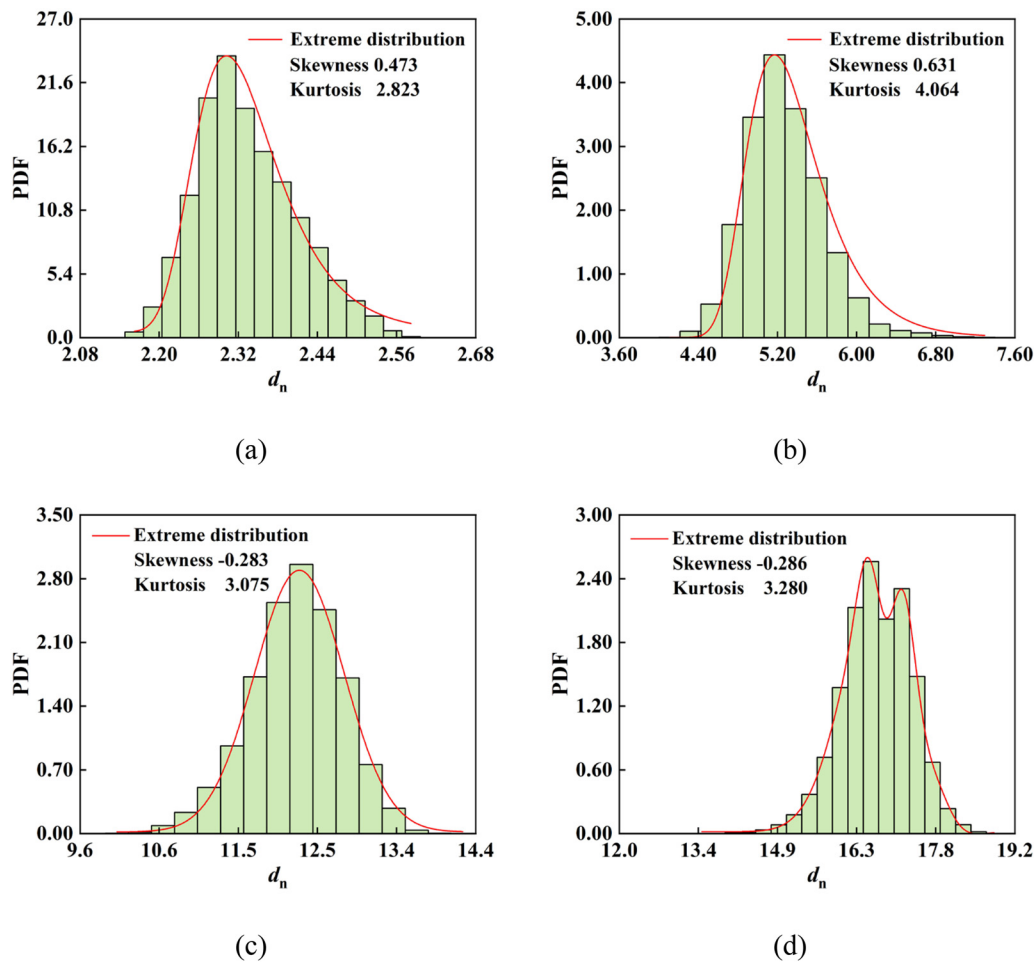 27.0
21.6
16.2
10.8
5.4
0.0
PDF
Extreme distribution
Skewness 0.473
Kurtosis 2.823
2.08 2.20 2.32 2.44 2.56 2.68
dn
(a)
5.00
4.00
3.00
2.00
1.00
0.00
PDF
Extreme distribution
Skewness 0.631
Kurtosis 4.064
3.60 4.40 5.20 6.00 6.80 7.60
dn
(b)
3.50
2.80
2.10
1.40
0.70
0.00
PDF
Extreme distribution
Skewness -0.283
Kurtosis 3.075
9.6 10.6 11.5 12.5 13.4 14.4
dn
(c)
3.00
2.40
1.80
1.20
0.60
0.00
PDF
Extreme distribution
Skewness -0.286
Kurtosis 3.280
12.0 13.4 14.9 16.3 17.8 19.2
dn
(d)